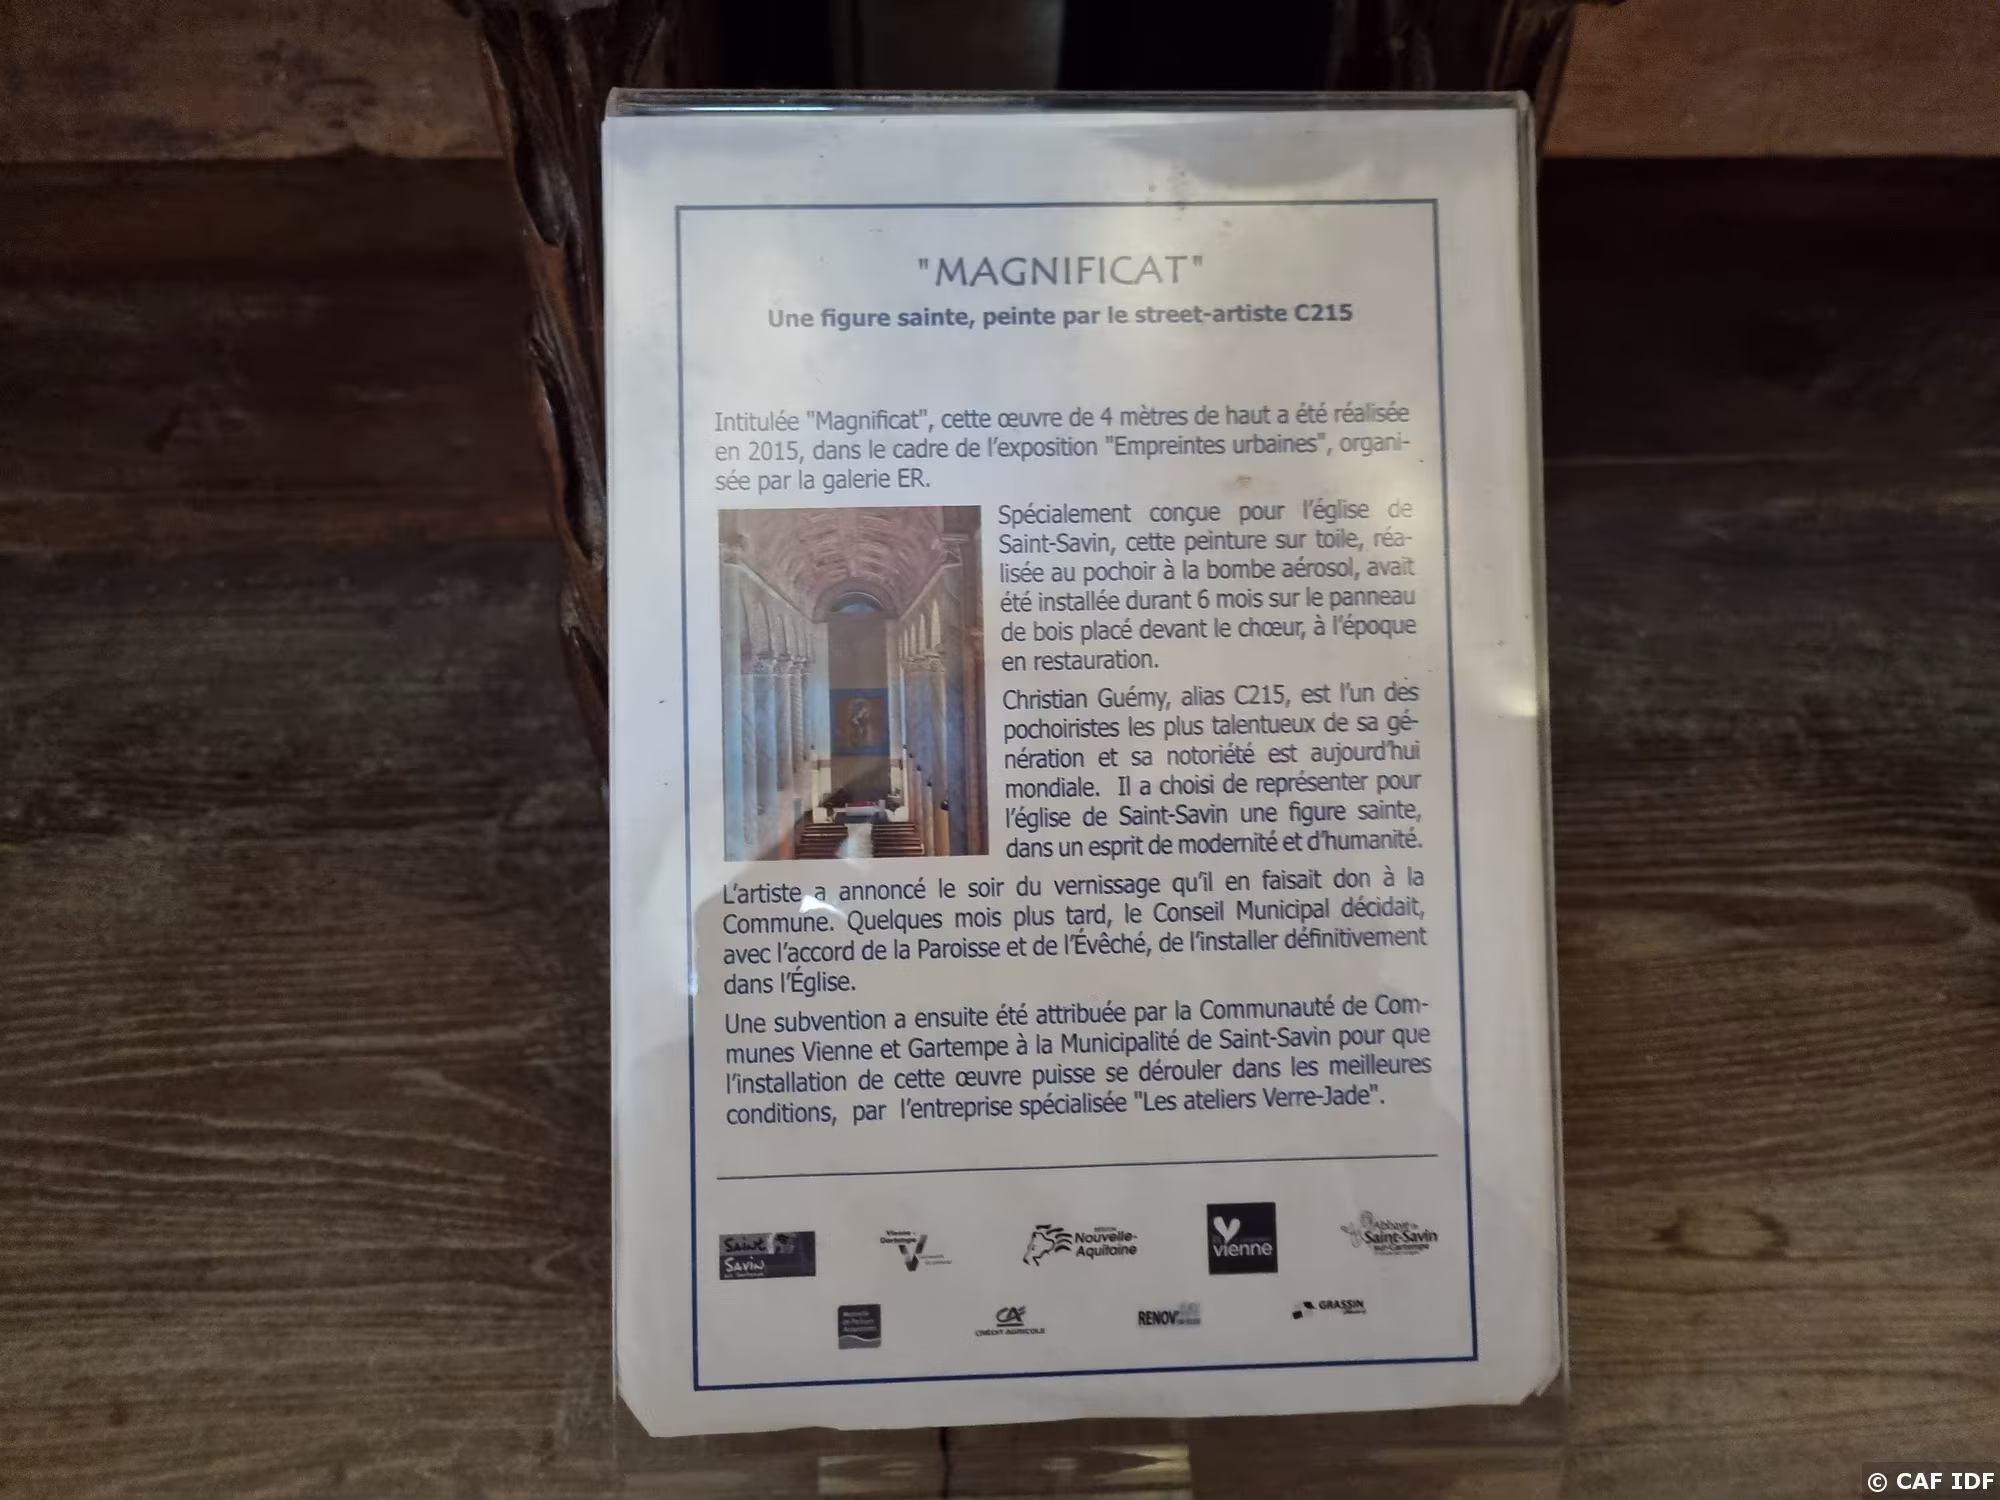 "MAGNIFICAT"
Une figure sainte, peinte par le street-artiste C215
Intitulée "Magnificat", cette œuvre de 4 mètres de haut a été réalisée
en 2015, dans le cadre de l'exposition "Empreintes urbaines", organi-
sée par la galerie ER.
Spécialement conçue pour l'église de
Saint-Savin, cette peinture sur toile, réa-
lisée au pochoir à la bombe aérosol, avait
été installée durant 6 mois sur le panneau
de bois placé devant le chœur, à l'époque
en restauration.
Christian Guémy, alias C215, est l'un des
pochoiristes les plus talentueux de sa gé-
nération et sa notoriété est aujourd'hui
mondiale. Il a choisi de représenter pour
l'église de Saint-Savin une figure sainte,
dans un esprit de modernité et d'humanité.
L'artiste a annoncé le soir du vernissage qu'il en faisait don à la
Commune. Quelques mois plus tard, le Conseil Municipal décidait,
avec l'accord de la Paroisse et de l'Évêché, de l'installer définitivement
dans l'Église.
Une subvention a ensuite été attribuée par la Communauté de Com-
munes Vienne et Gartempe à la Municipalité de Saint-Savin pour que
l'installation de cette œuvre puisse se dérouler dans les meilleures
conditions, par l'entreprise spécialisée "Les ateliers Verre-Jade".
Saint
Savin
Vienne
Gartempe
Nouvelle-
Aquitaine
Vienne
Abbaye de
Saint-Savin
sur-Gartempe
CA
CRÉDIT AGRICOLE
RENOV
GRASSIN
© CAF IDF